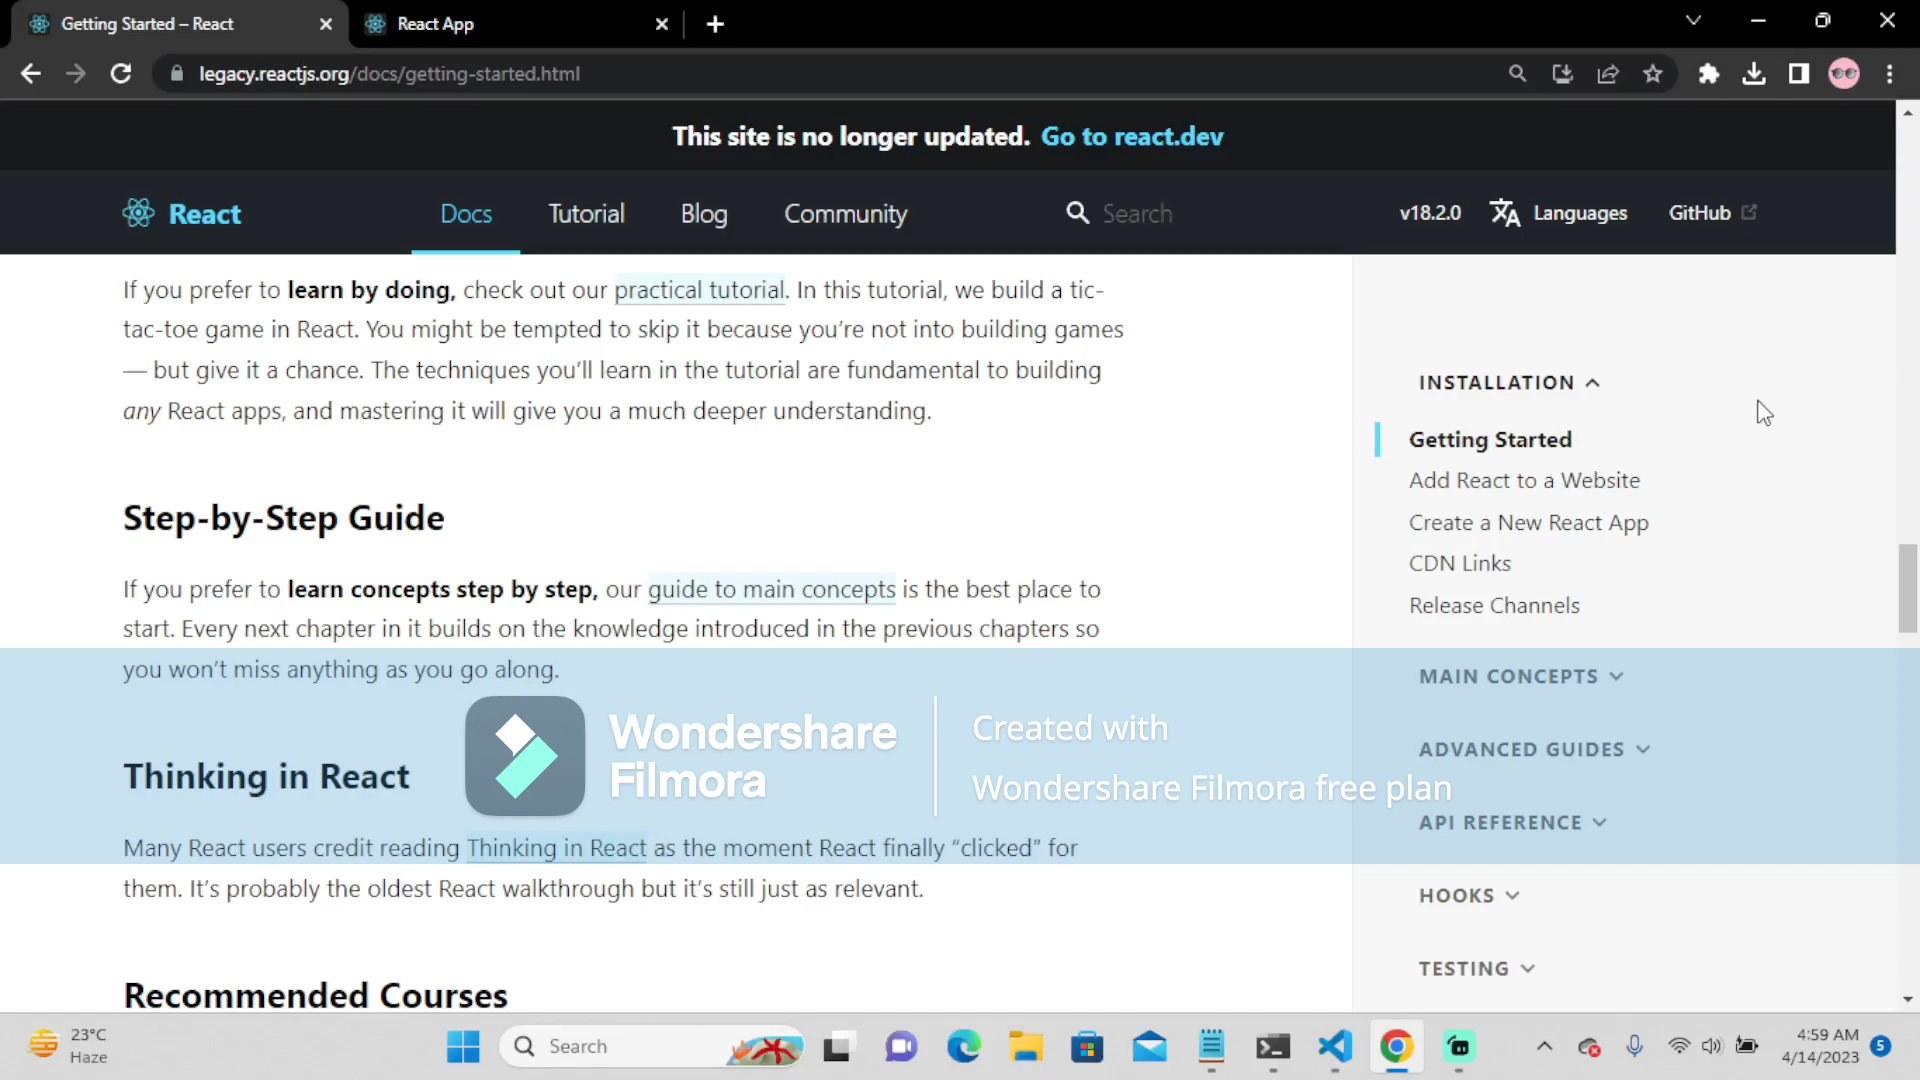 Getting Started – React
React App
legacy.reactjs.org/docs/getting-started.html
This site is no longer updated. Go to react.dev
React
Docs
Tutorial
Blog
Community
Search
v18.2.0
Languages
GitHub
If you prefer to learn by doing, check out our practical tutorial. In this tutorial, we build a tic-
tac-toe game in React. You might be tempted to skip it because you’re not into building games
— but give it a chance. The techniques you’ll learn in the tutorial are fundamental to building
any React apps, and mastering it will give you a much deeper understanding.
Step-by-Step Guide
If you prefer to learn concepts step by step, our guide to main concepts is the best place to
start. Every next chapter in it builds on the knowledge introduced in the previous chapters so
you won’t miss anything as you go along.
Thinking in React
Many React users credit reading Thinking in React as the moment React finally “clicked” for
them. It’s probably the oldest React walkthrough but it’s still just as relevant.
Recommended Courses
INSTALLATION
Getting Started
Add React to a Website
Create a New React App
CDN Links
Release Channels
MAIN CONCEPTS
ADVANCED GUIDES
API REFERENCE
HOOKS
TESTING
Wondershare
Filmora
Created with
Wondershare Filmora free plan
23°C
Haze
Search
4:59 AM
4/14/2023
5